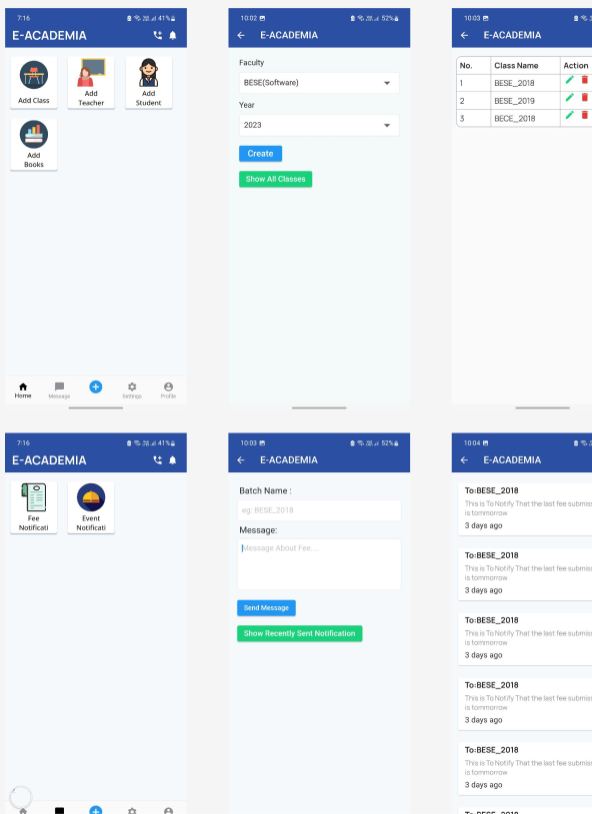 7:16
41%
E-ACADEMIA
Add Class
Add
Teacher
Add
Student
Add
Books
Home
Message
Settings
Profile
10:02
52%
E-ACADEMIA
Faculty
BESE(Software)
Year
2023
Create
Show All Classes
10:03
E-ACADEMIA
No. Class Name Action
1 BESE_2018
2 BESE_2019
3 BECE_2018
7:16
41%
E-ACADEMIA
Fee
Notificati
Event
Notificati
10:03
52%
E-ACADEMIA
Batch Name :
eg: BESE_2018
Message:
Message About Fee...
Send Message
Show Recently Sent Notification
10:04
E-ACADEMIA
To:BESE_2018
This is To Notify That the last fee submiss
is tommorow
3 days ago
To:BESE_2018
This is To Notify That the last fee submiss
is tommorow
3 days ago
To:BESE_2018
This is To Notify That the last fee submiss
is tommorow
3 days ago
To:BESE_2018
This is To Notify That the last fee submiss
is tommorow
3 days ago
To:BESE_2018
This is To Notify That the last fee submiss
is tommorow
3 days ago